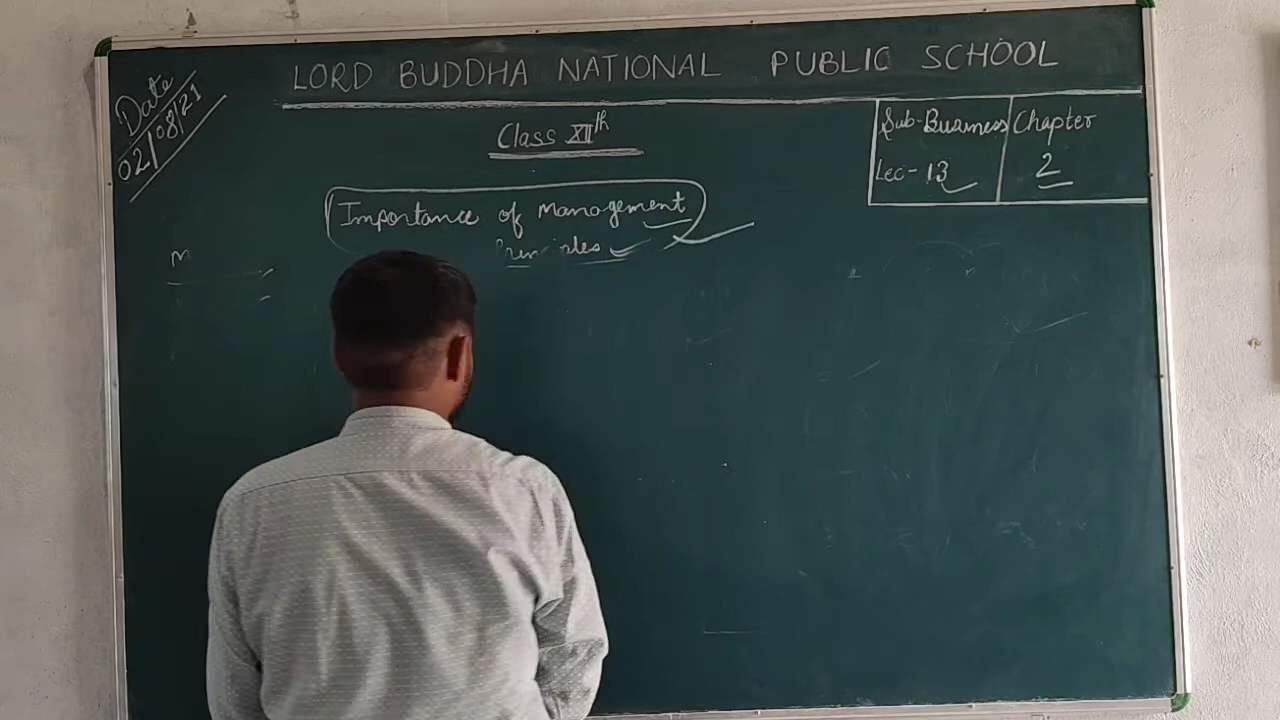 LORD BUDDHA NATIONAL PUBLIC SCHOOL
Date
02/08/21
Class XIIth
Sub-Business
Lec-13
Chapter
2
Importance of Management